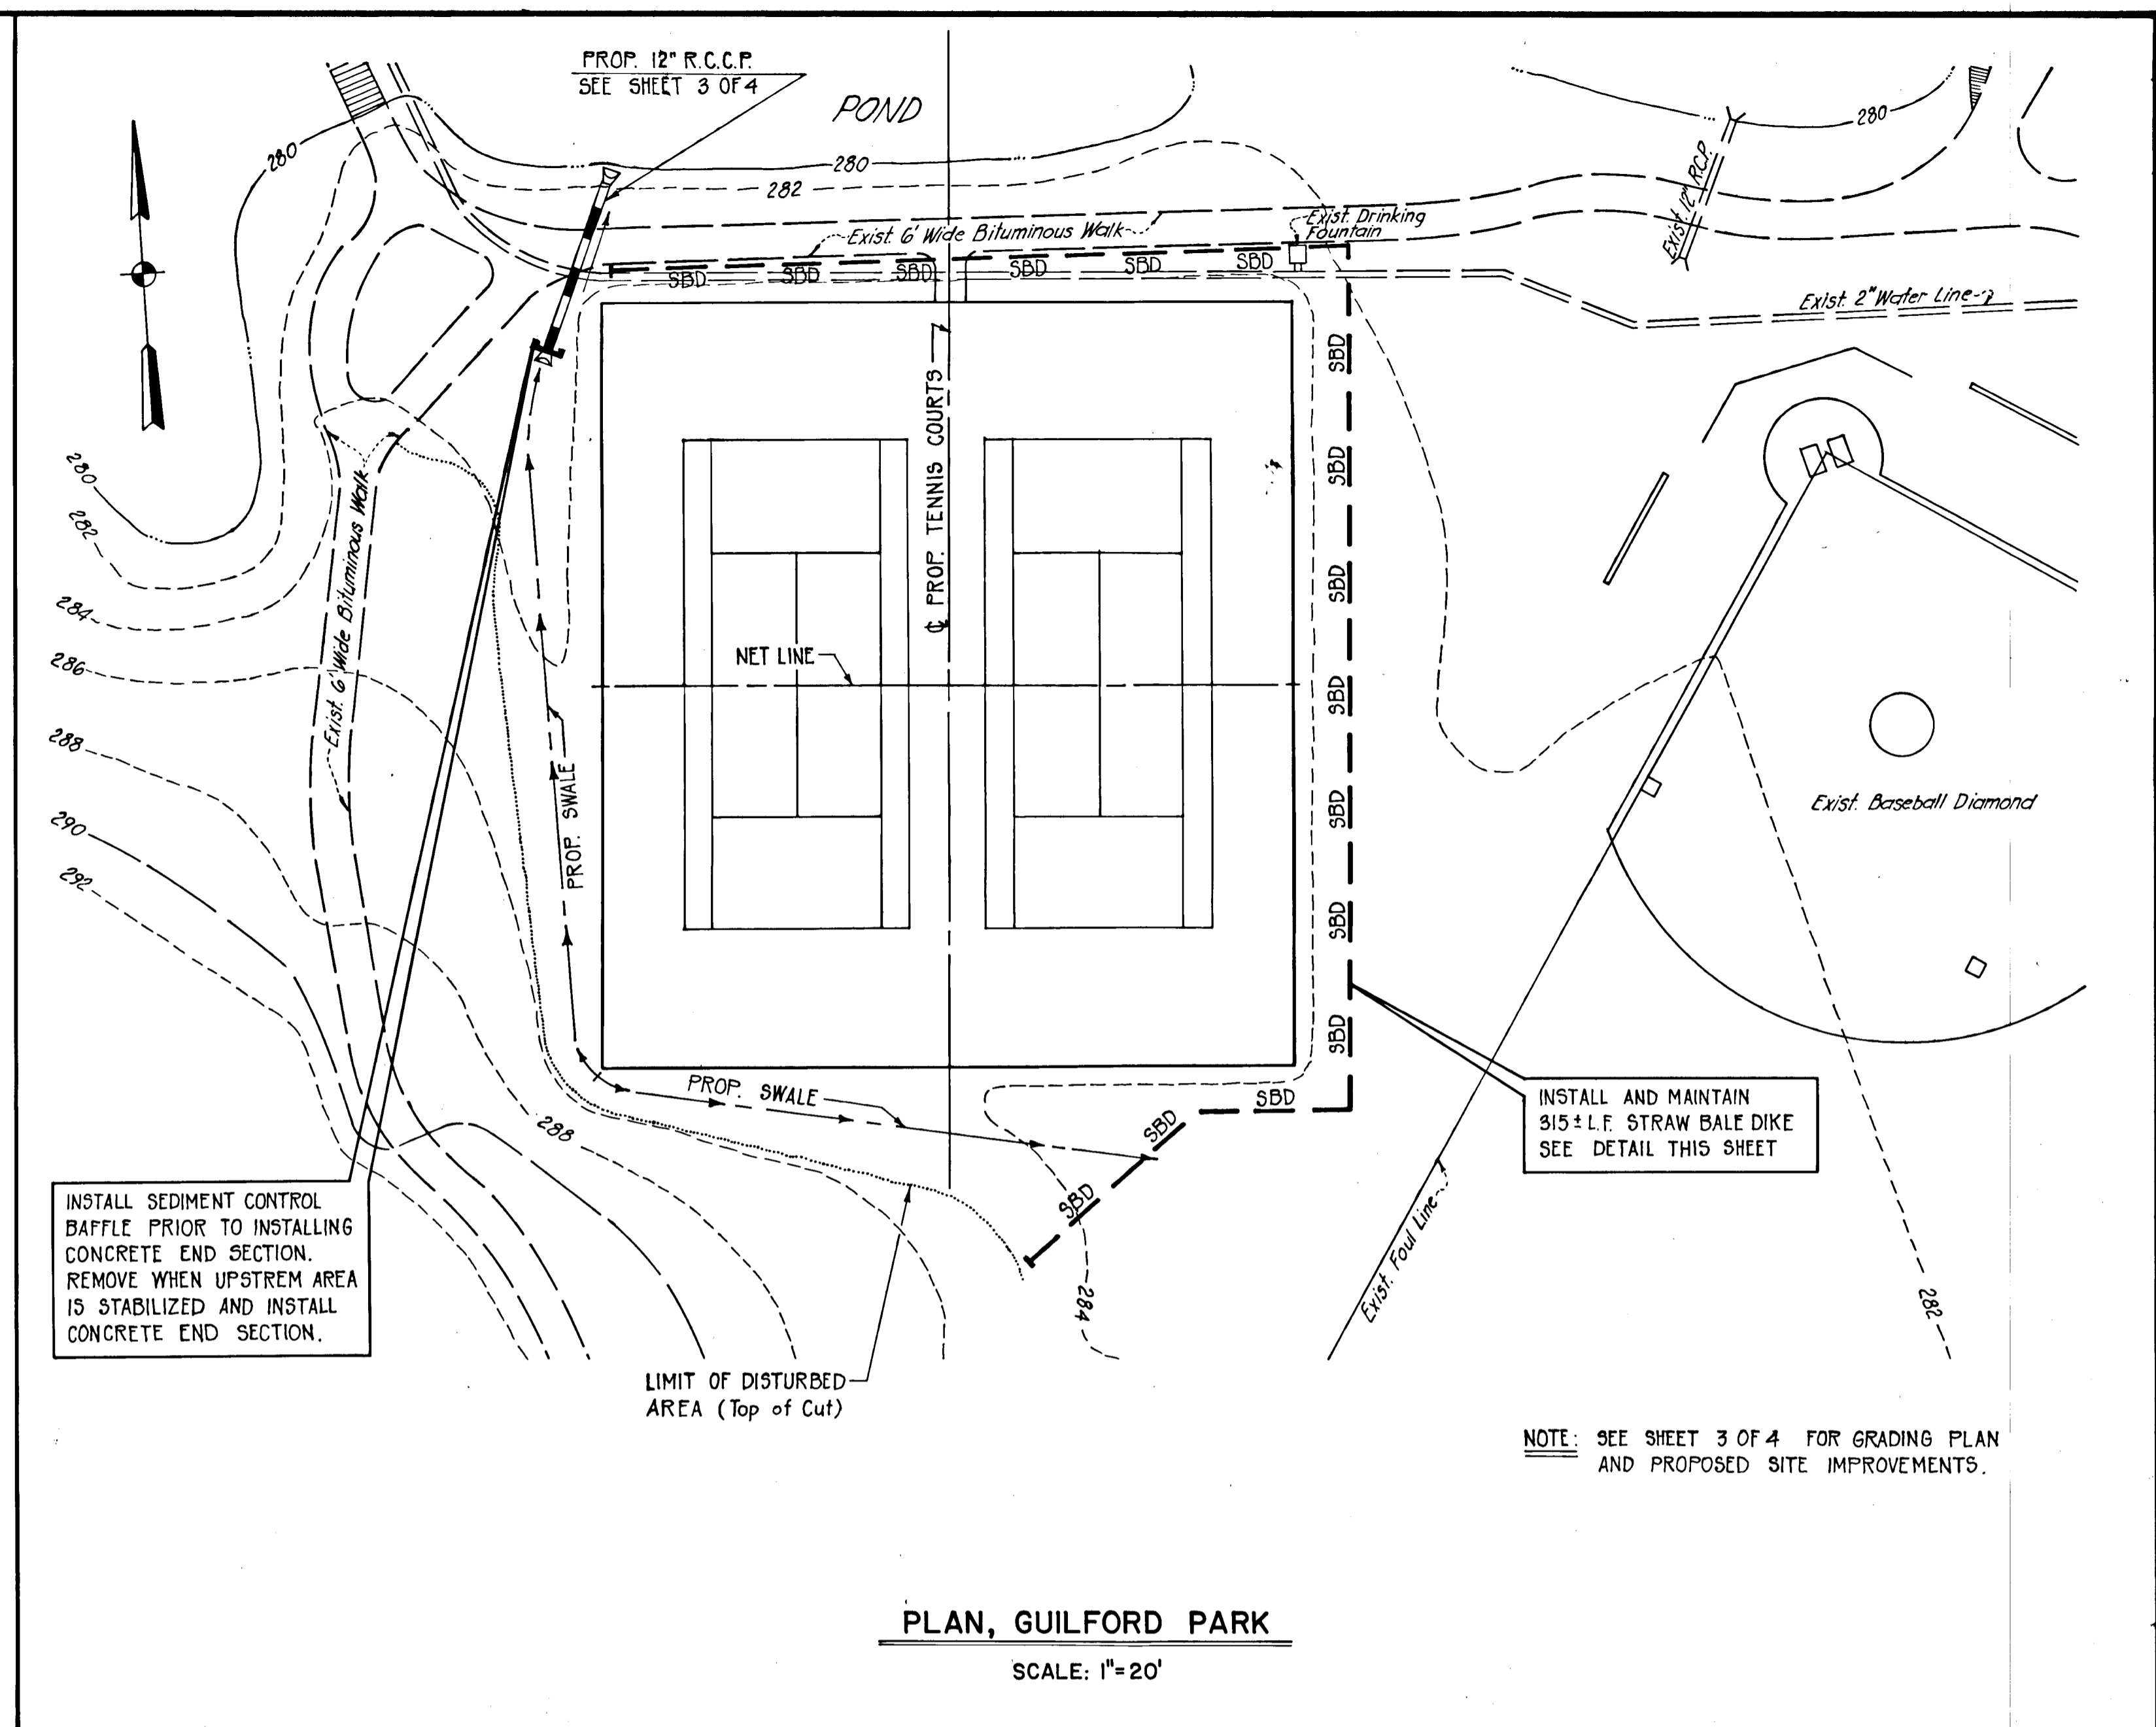 PROP. 12" R.C.C.P.
SEE SHEET 3 OF 4
POND
280
280
280
282
Exist. 12" R.C.P.
Exist. 6' Wide Bituminous Walk
Exist. Drinking
Fountain
SBD
SBD
SBD
SBD
SBD
SBD
Exist. 2" Water Line
SBD
SBD
SBD
SBD
SBD
SBD
SBD
℄ PROP. TENNIS COURTS
NET LINE
280
282
284
286
288
290
292
Exist. 6' Wide Bituminous Walk
PROP. SWALE
Exist. Baseball Diamond
PROP. SWALE
SBD
SBD
SBD
288
284
282
Exist. Foul Line
INSTALL AND MAINTAIN
315± L.F. STRAW BALE DIKE
SEE DETAIL THIS SHEET
INSTALL SEDIMENT CONTROL
BAFFLE PRIOR TO INSTALLING
CONCRETE END SECTION.
REMOVE WHEN UPSTREM AREA
IS STABILIZED AND INSTALL
CONCRETE END SECTION.
LIMIT OF DISTURBED
AREA (Top of Cut)
NOTE: SEE SHEET 3 OF 4 FOR GRADING PLAN
AND PROPOSED SITE IMPROVEMENTS.
PLAN, GUILFORD PARK
SCALE: 1"=20'